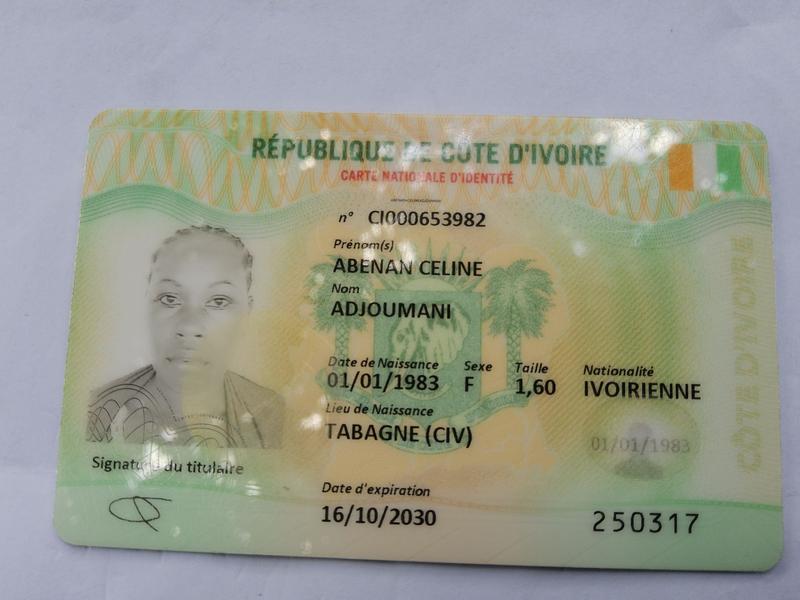 RÉPUBLIQUE DE CÔTE D'IVOIRE
CARTE NATIONALE D'IDENTITÉ
n° CI000653982
Prénom(s)
ABENAN CELINE
Nom
ADJOUMANI
Date de Naissance Sexe Taille Nationalité
01/01/1983 F 1,60 IVOIRIENNE
Lieu de Naissance
TABAGNE (CIV)
01/01/1983
CÔTE D'IVOIRE
Signature du titulaire
Date d'expiration
16/10/2030
250317